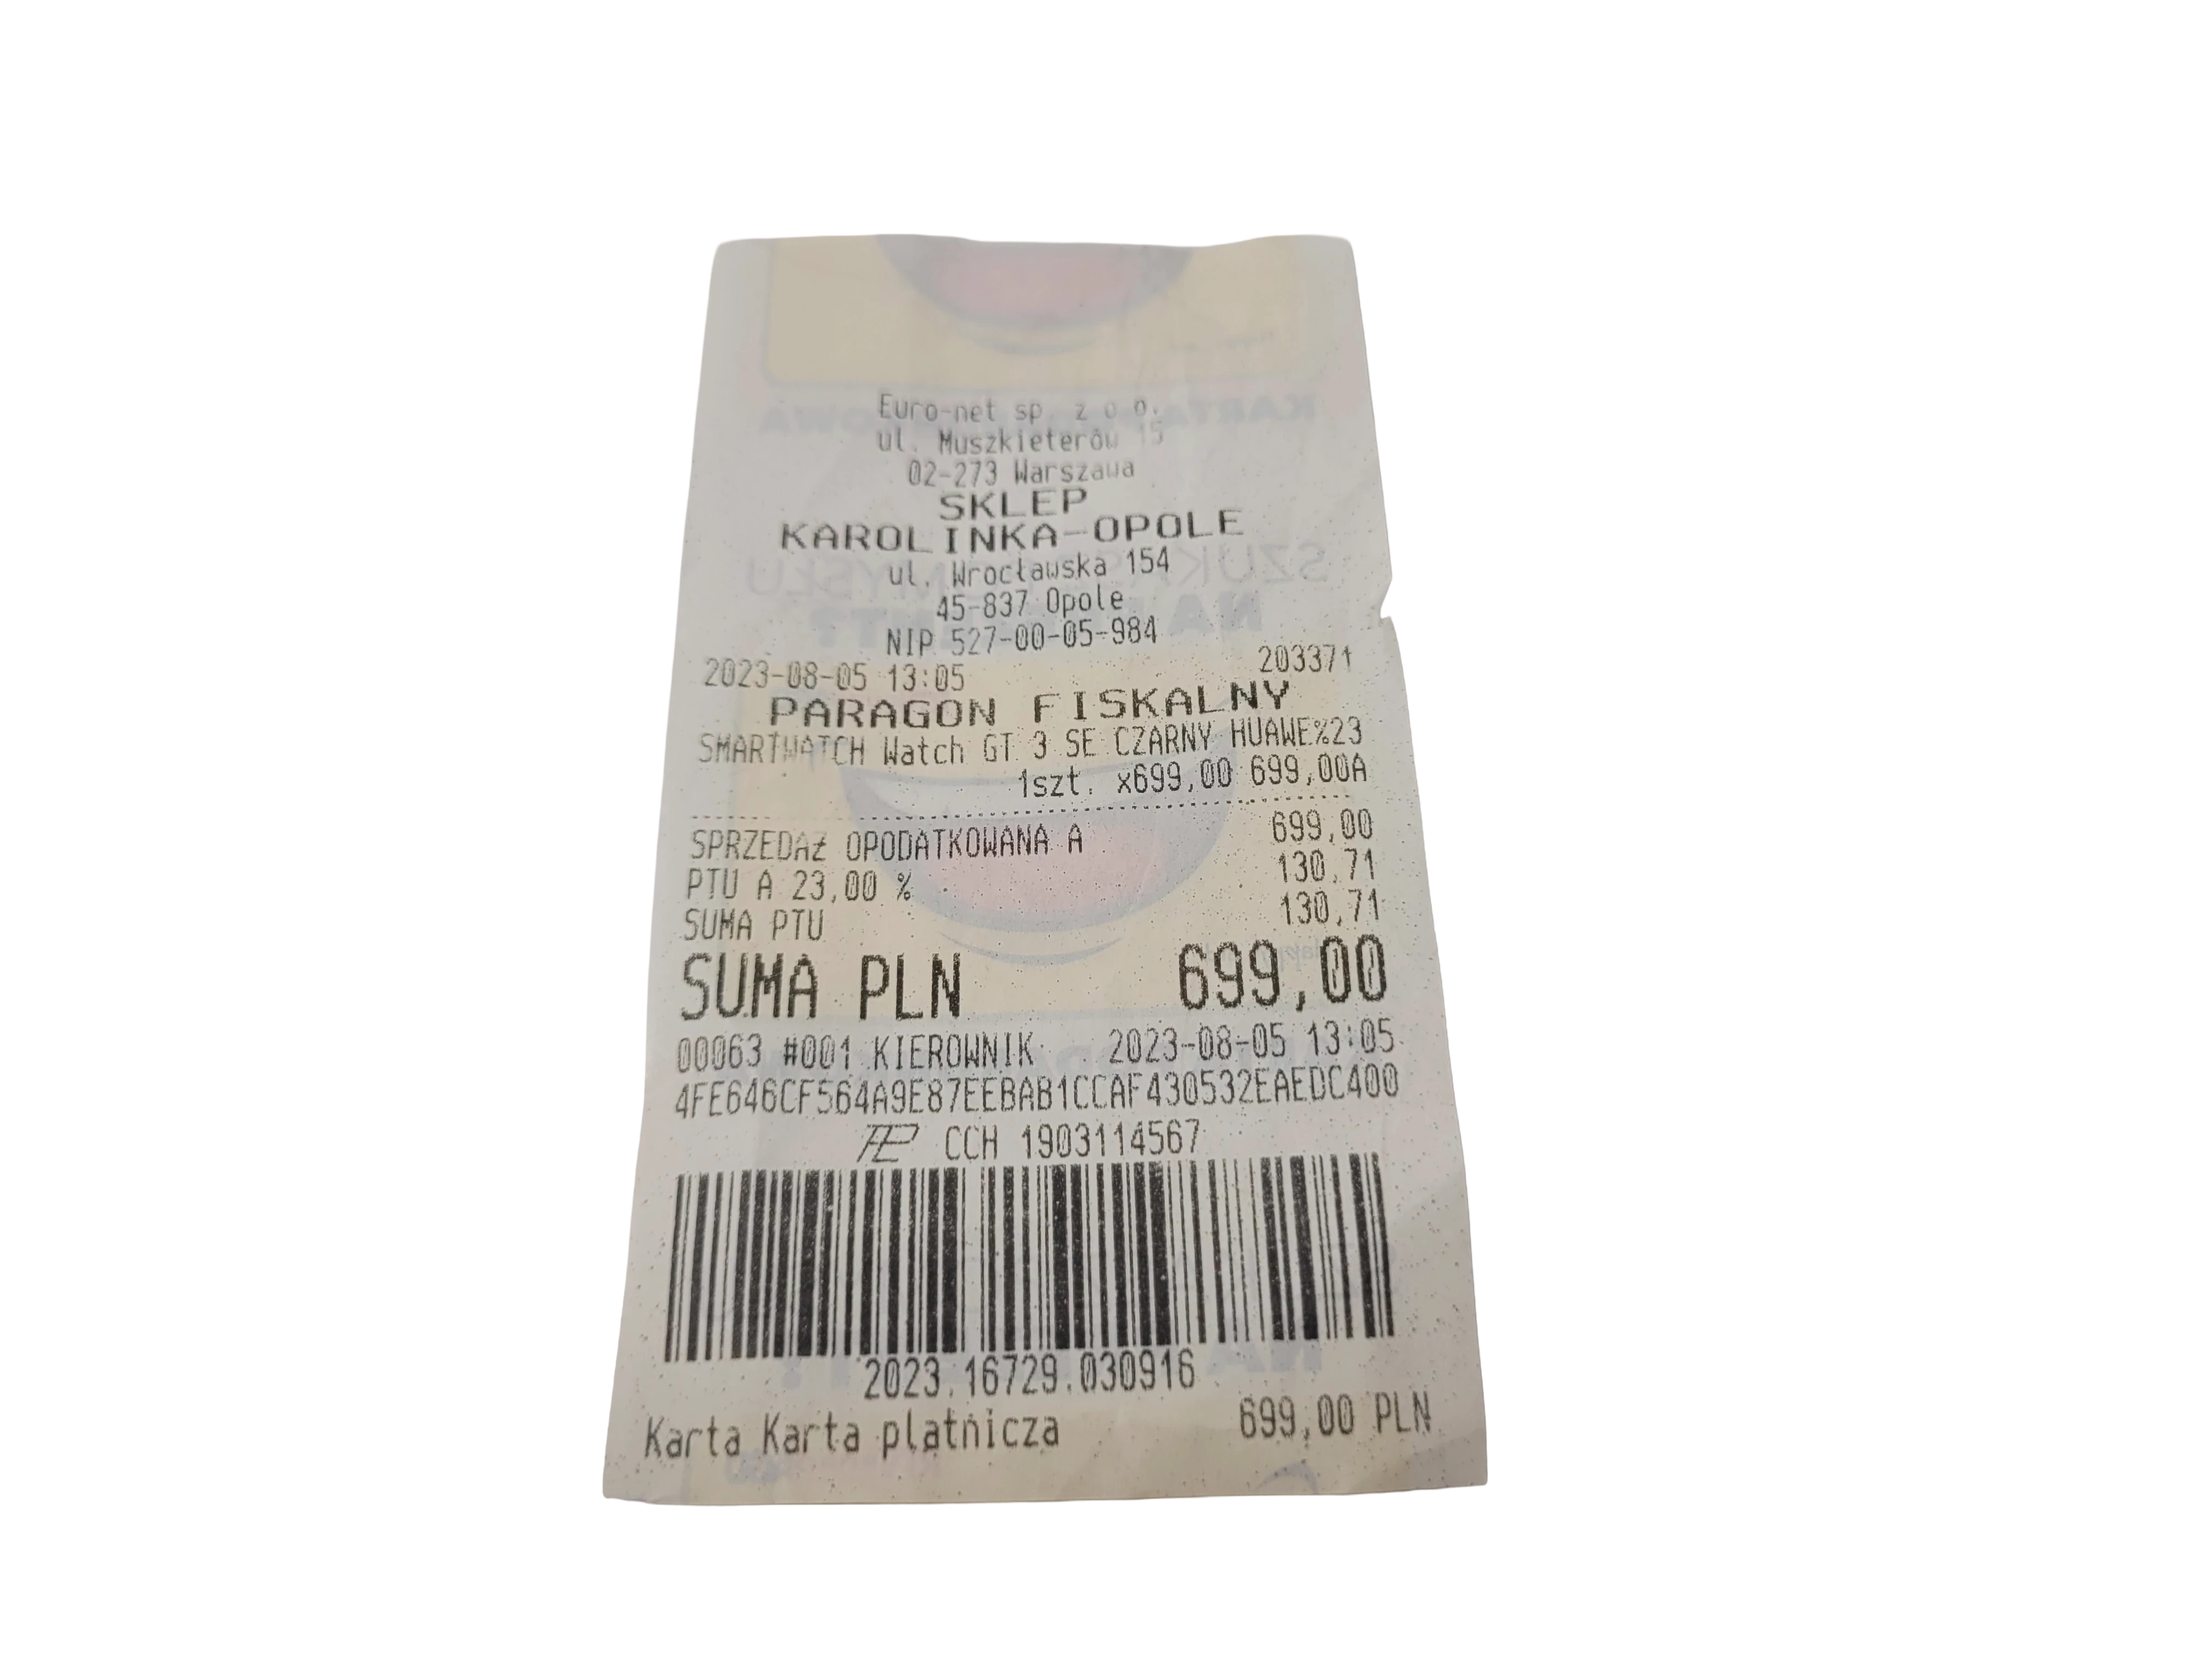 Euro-net sp. z o.o.
ul. Muszkieterów 15
02-273 Warszawa
SKLEP
KAROLINKA-OPOLE
ul. Wrocławska 154
45-837 Opole
NIP 527-00-05-984
2023-08-05 13:05 203371
PARAGON FISKALNY
SMARTWATCH Watch GT 3 SE CZARNY HUAWE%23
1szt. x699,00 699,00A
SPRZEDAŻ OPODATKOWANA A 699,00
PTU A 23,00 % 130,71
SUMA PTU 130,71
SUMA PLN 699,00
00063 #001 KIEROWNIK 2023-08-05 13:05
4FE646CF564A9E87EEBAB1CCAF430532EAEDC400
CCH 1903114567
2023.16729.030916
Karta Karta płatnicza 699,00 PLN